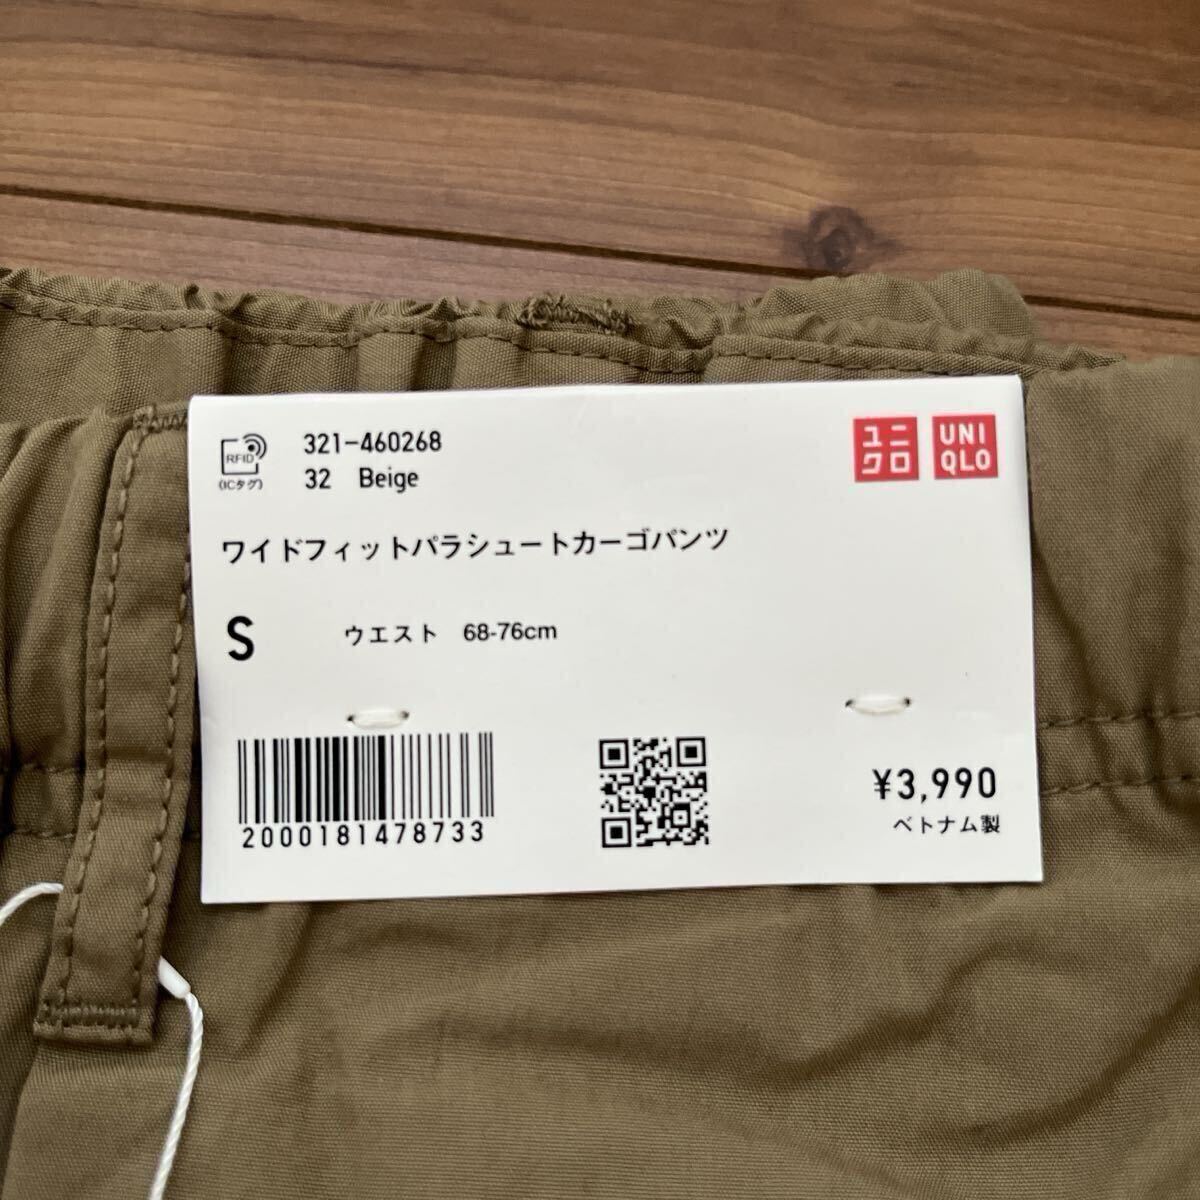 RFID
(ICタグ)
321-460268
32 Beige
ユニ
クロ
UNI
QLO
ワイドフィットパラシュートカーゴパンツ
S ウエスト 68-76cm
2000181478733
¥3,990
ベトナム製